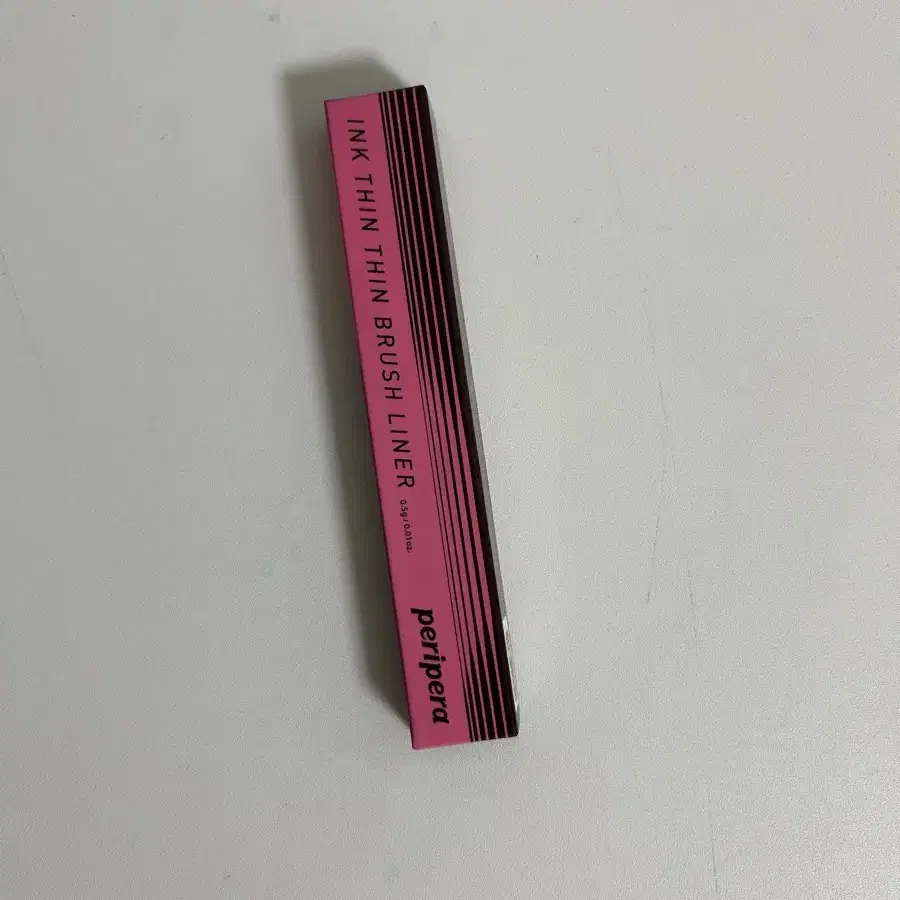 INK THIN THIN BRUSH LINER 0.5g / 0.01oz.
peripera